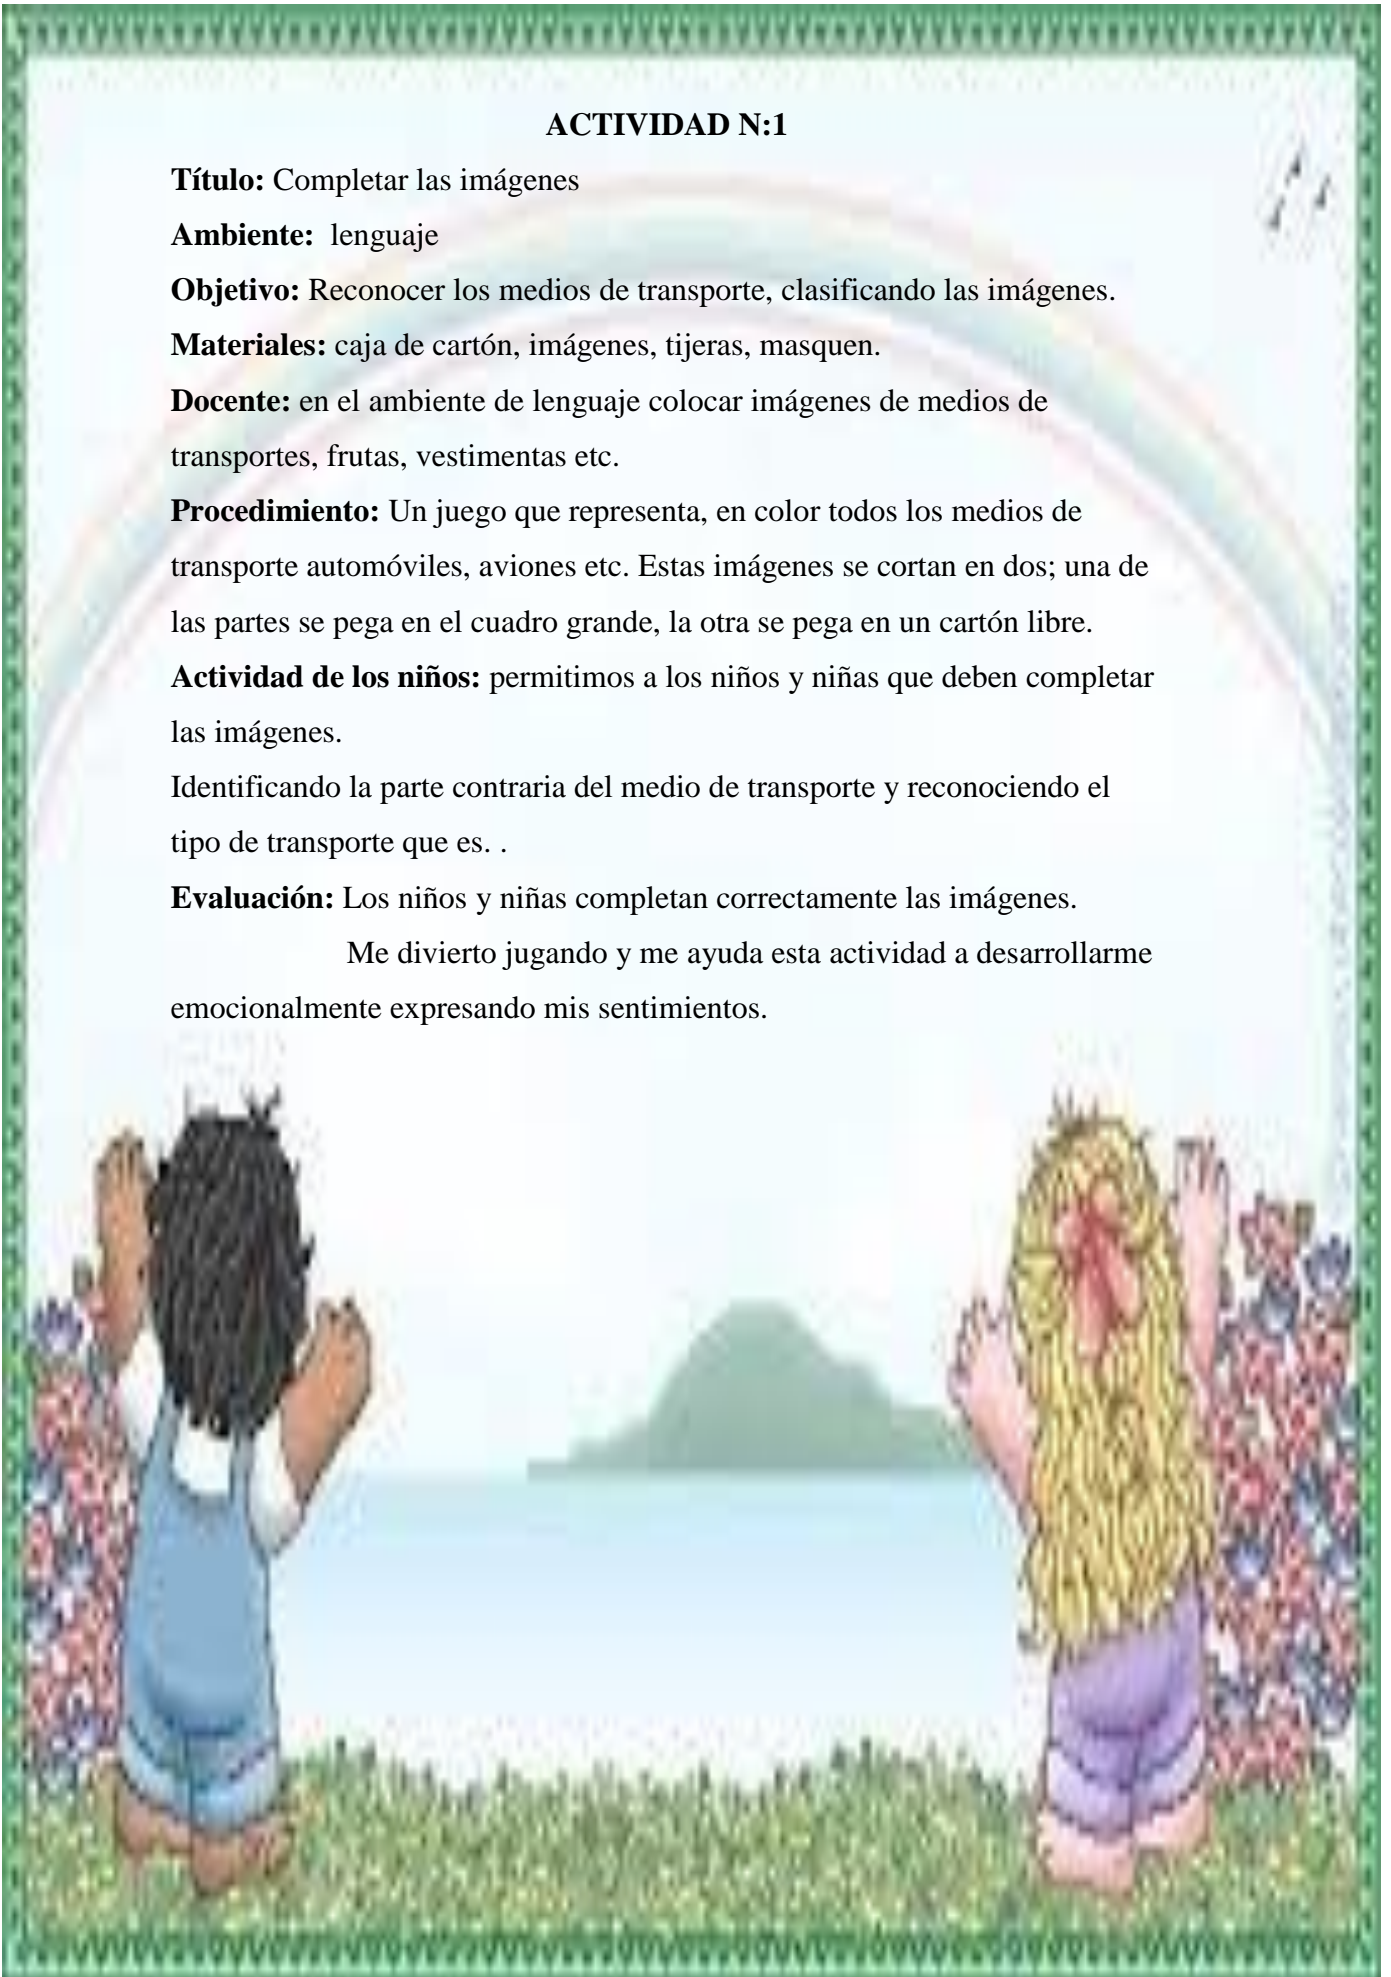 ACTIVIDAD N:1
Título: Completar las imágenes
Ambiente:  lenguaje
Objetivo: Reconocer los medios de transporte, clasificando las imágenes.
Materiales: caja de cartón, imágenes, tijeras, masquen.
Docente: en el ambiente de lenguaje colocar imágenes de medios de
transportes, frutas, vestimentas etc.
Procedimiento: Un juego que representa, en color todos los medios de
transporte automóviles, aviones etc. Estas imágenes se cortan en dos; una de
las partes se pega en el cuadro grande, la otra se pega en un cartón libre.
Actividad de los niños: permitimos a los niños y niñas que deben completar
las imágenes.
Identificando la parte contraria del medio de transporte y reconociendo el
tipo de transporte que es. .
Evaluación: Los niños y niñas completan correctamente las imágenes.
Me divierto jugando y me ayuda esta actividad a desarrollarme
emocionalmente expresando mis sentimientos.